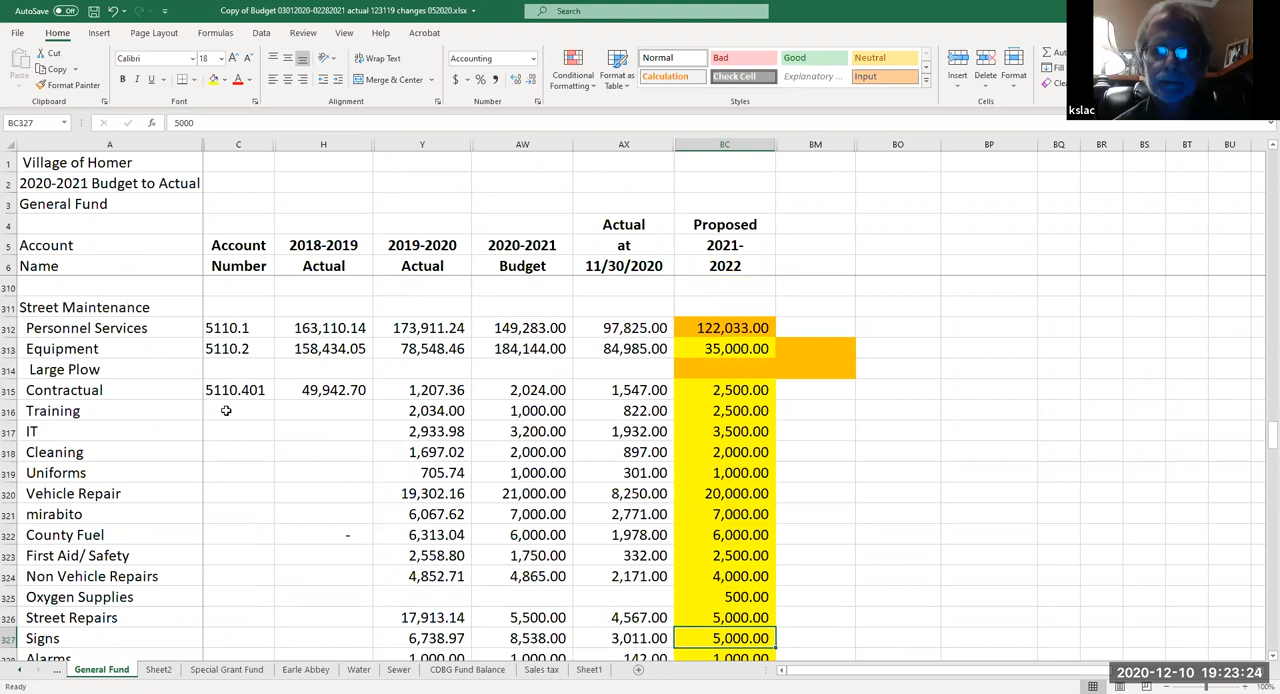 AutoSave Off Copy of Budget 03012020-02282021 actual 123119 changes 052020.xlsx Search
File Home Insert Page Layout Formulas Data Review View Help Acrobat
Paste Cut Copy Format Painter Clipboard
Calibri 18 B I U Font
Wrap Text Merge & Center Alignment
Accounting $ % Number
Conditional Formatting Format as Table
Normal Bad Good Neutral
Calculation Check Cell Explanatory ... Input
Styles
Insert Delete Format Cells
kslac
BC327 fx 5000
A C H Y AW AX BC BM BO BP BQ BR BS BT BU
1 Village of Homer
2 2020-2021 Budget to Actual
3 General Fund
4 Actual Proposed
5 Account Account 2018-2019 2019-2020 2020-2021 at 2021-
6 Name Number Actual Actual Budget 11/30/2020 2022
310
311 Street Maintenance
312 Personnel Services 5110.1 163,110.14 173,911.24 149,283.00 97,825.00 122,033.00
313 Equipment 5110.2 158,434.05 78,548.46 184,144.00 84,985.00 35,000.00
314 Large Plow
315 Contractual 5110.401 49,942.70 1,207.36 2,024.00 1,547.00 2,500.00
316 Training 2,034.00 1,000.00 822.00 2,500.00
317 IT 2,933.98 3,200.00 1,932.00 3,500.00
318 Cleaning 1,697.02 2,000.00 897.00 2,000.00
319 Uniforms 705.74 1,000.00 301.00 1,000.00
320 Vehicle Repair 19,302.16 21,000.00 8,250.00 20,000.00
321 mirabito 6,067.62 7,000.00 2,771.00 7,000.00
322 County Fuel - 6,313.04 6,000.00 1,978.00 6,000.00
323 First Aid/ Safety 2,558.80 1,750.00 332.00 2,500.00
324 Non Vehicle Repairs 4,852.71 4,865.00 2,171.00 4,000.00
325 Oxygen Supplies 500.00
326 Street Repairs 17,913.14 5,500.00 4,567.00 5,000.00
327 Signs 6,738.97 8,538.00 3,011.00 5,000.00
Alarms 1,000.00 1,000.00 142.00 1,000.00
... General Fund Sheet2 Special Grant Fund Earle Abbey Water Sewer CDBG Fund Balance Sales tax Sheet1
2020-12-10 19:23:24
Ready 100%